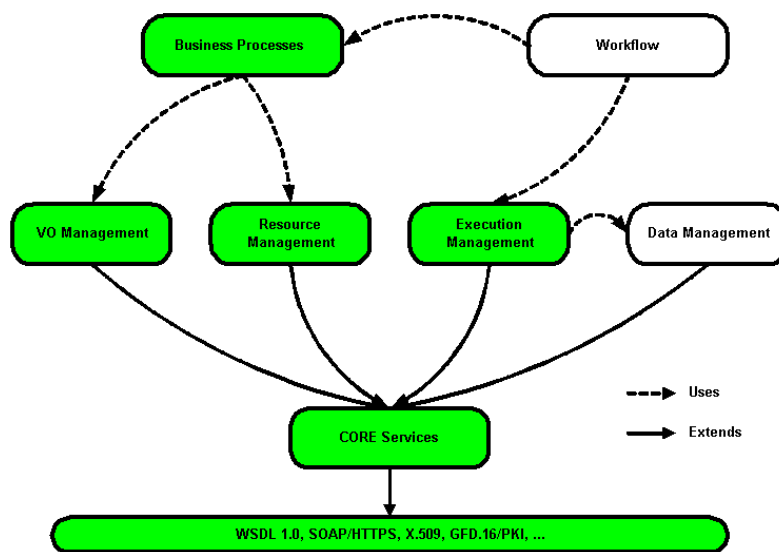 Business Processes
Workflow
VO Management
Resource
Management
Execution
Management
Data Management
Uses
CORE Services
Extends
WSDL 1.0, SOAP/HTTPS, X.509, GFD.16/PKI, ...